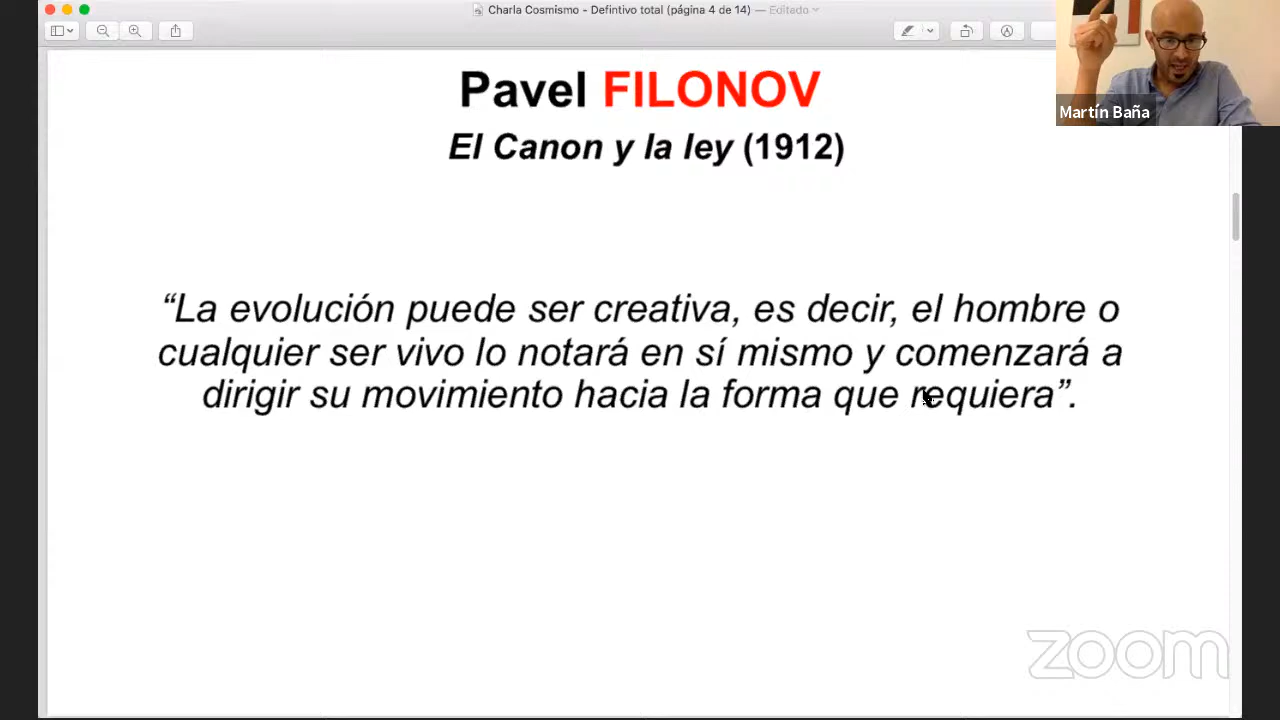 Charla Cosmismo - Defintivo total (página 4 de 14) — Editado
Pavel FILONOV
El Canon y la ley (1912)
“La evolución puede ser creativa, es decir, el hombre o
cualquier ser vivo lo notará en sí mismo y comenzará a
dirigir su movimiento hacia la forma que requiera”.
Martín Baña
zoom